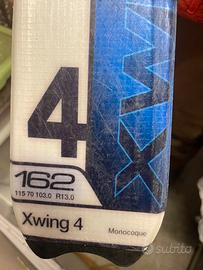 4
XW
162
115 70 103.0 R13.0
Xwing 4
Monocoque
subito